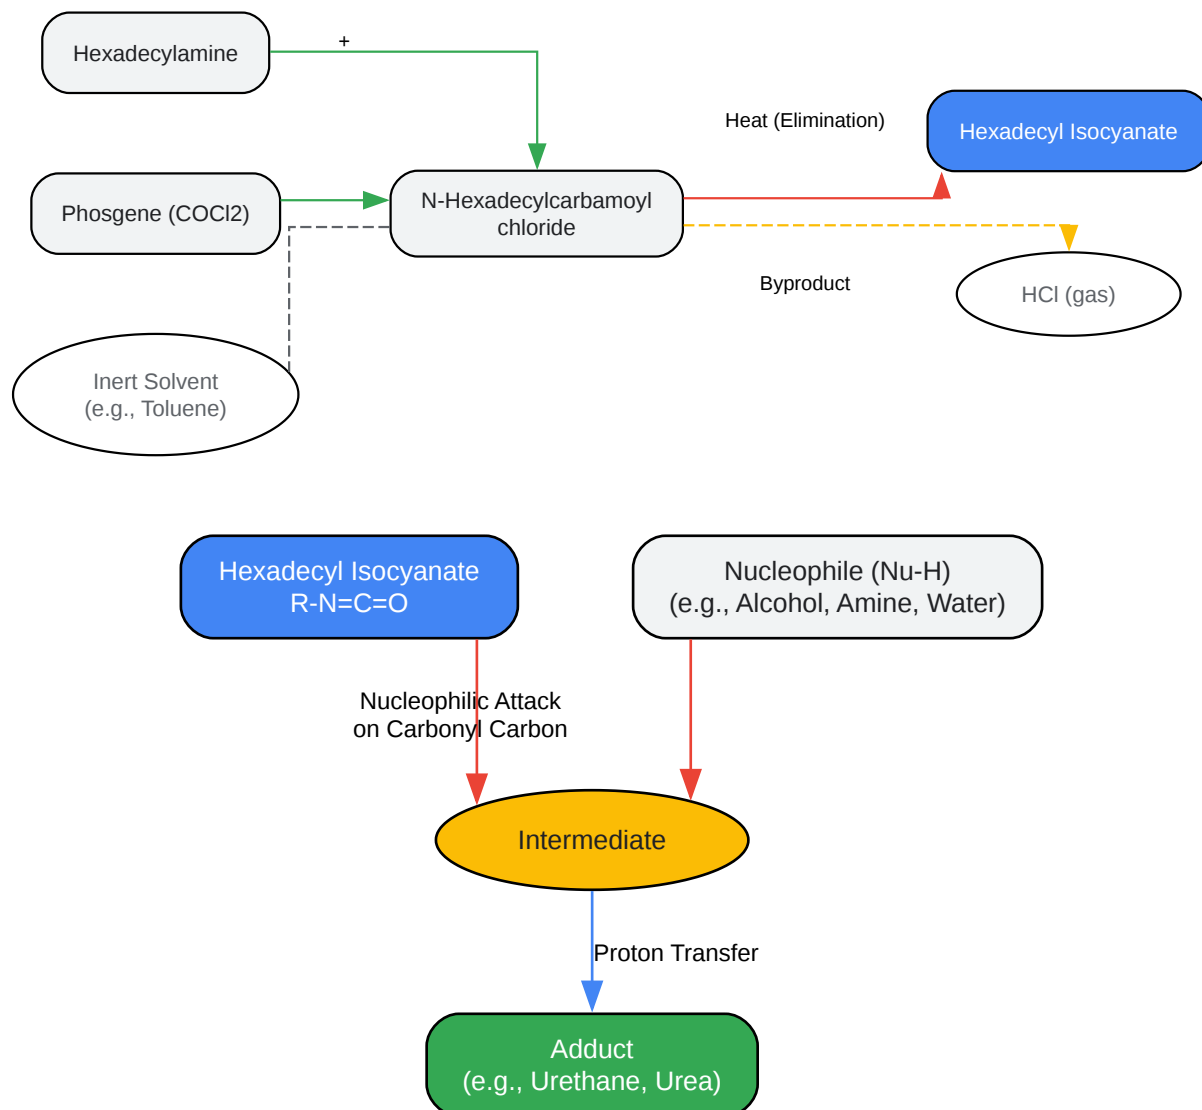 Hexadecylamine
+
Heat (Elimination)
Hexadecyl Isocyanate
Phosgene (COCl2)
N-Hexadecylcarbamoyl
chloride
Byproduct
HCl (gas)
Inert Solvent
(e.g., Toluene)
Hexadecyl Isocyanate
R-N=C=O
Nucleophile (Nu-H)
(e.g., Alcohol, Amine, Water)
Nucleophilic Attack
on Carbonyl Carbon
Intermediate
Proton Transfer
Adduct
(e.g., Urethane, Urea)